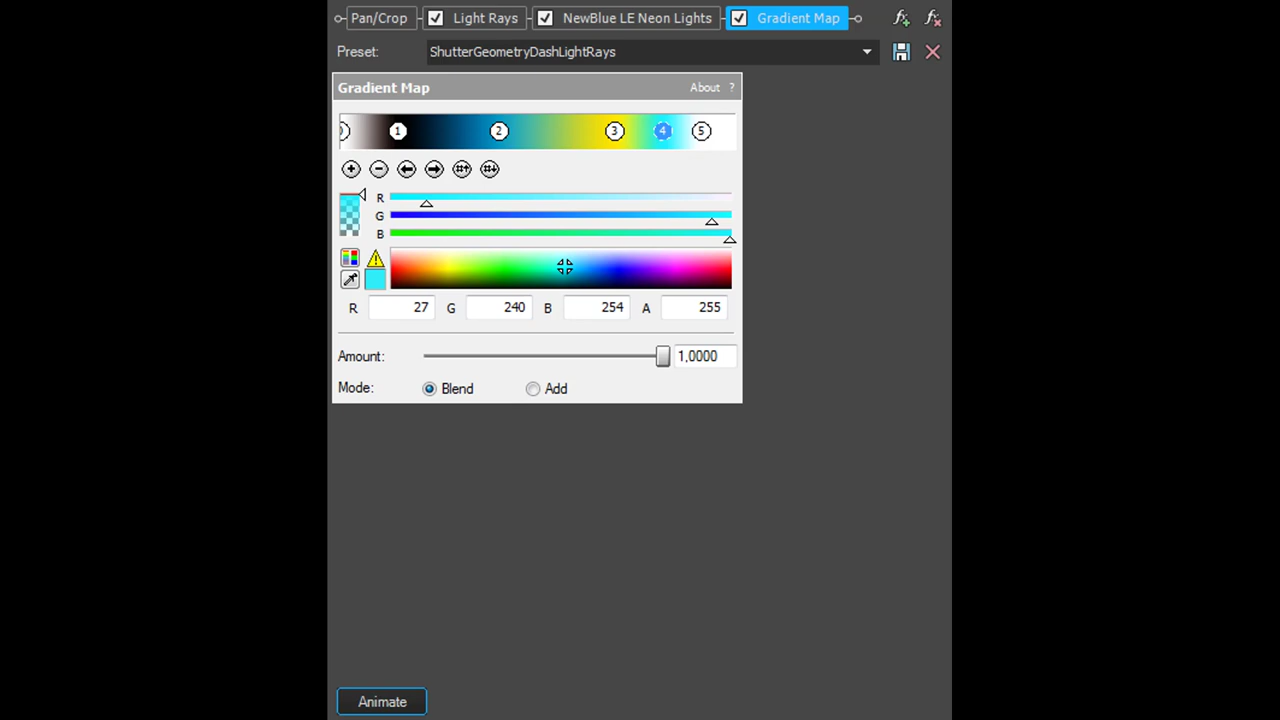 Pan/Crop Light Rays NewBlue LE Neon Lights Gradient Map
Preset: ShutterGeometryDashLightRays
Gradient Map About ?
1 2 3 4 5
R
G
B
R 27 G 240 B 254 A 255
Amount: 1,0000
Mode: Blend Add
Animate